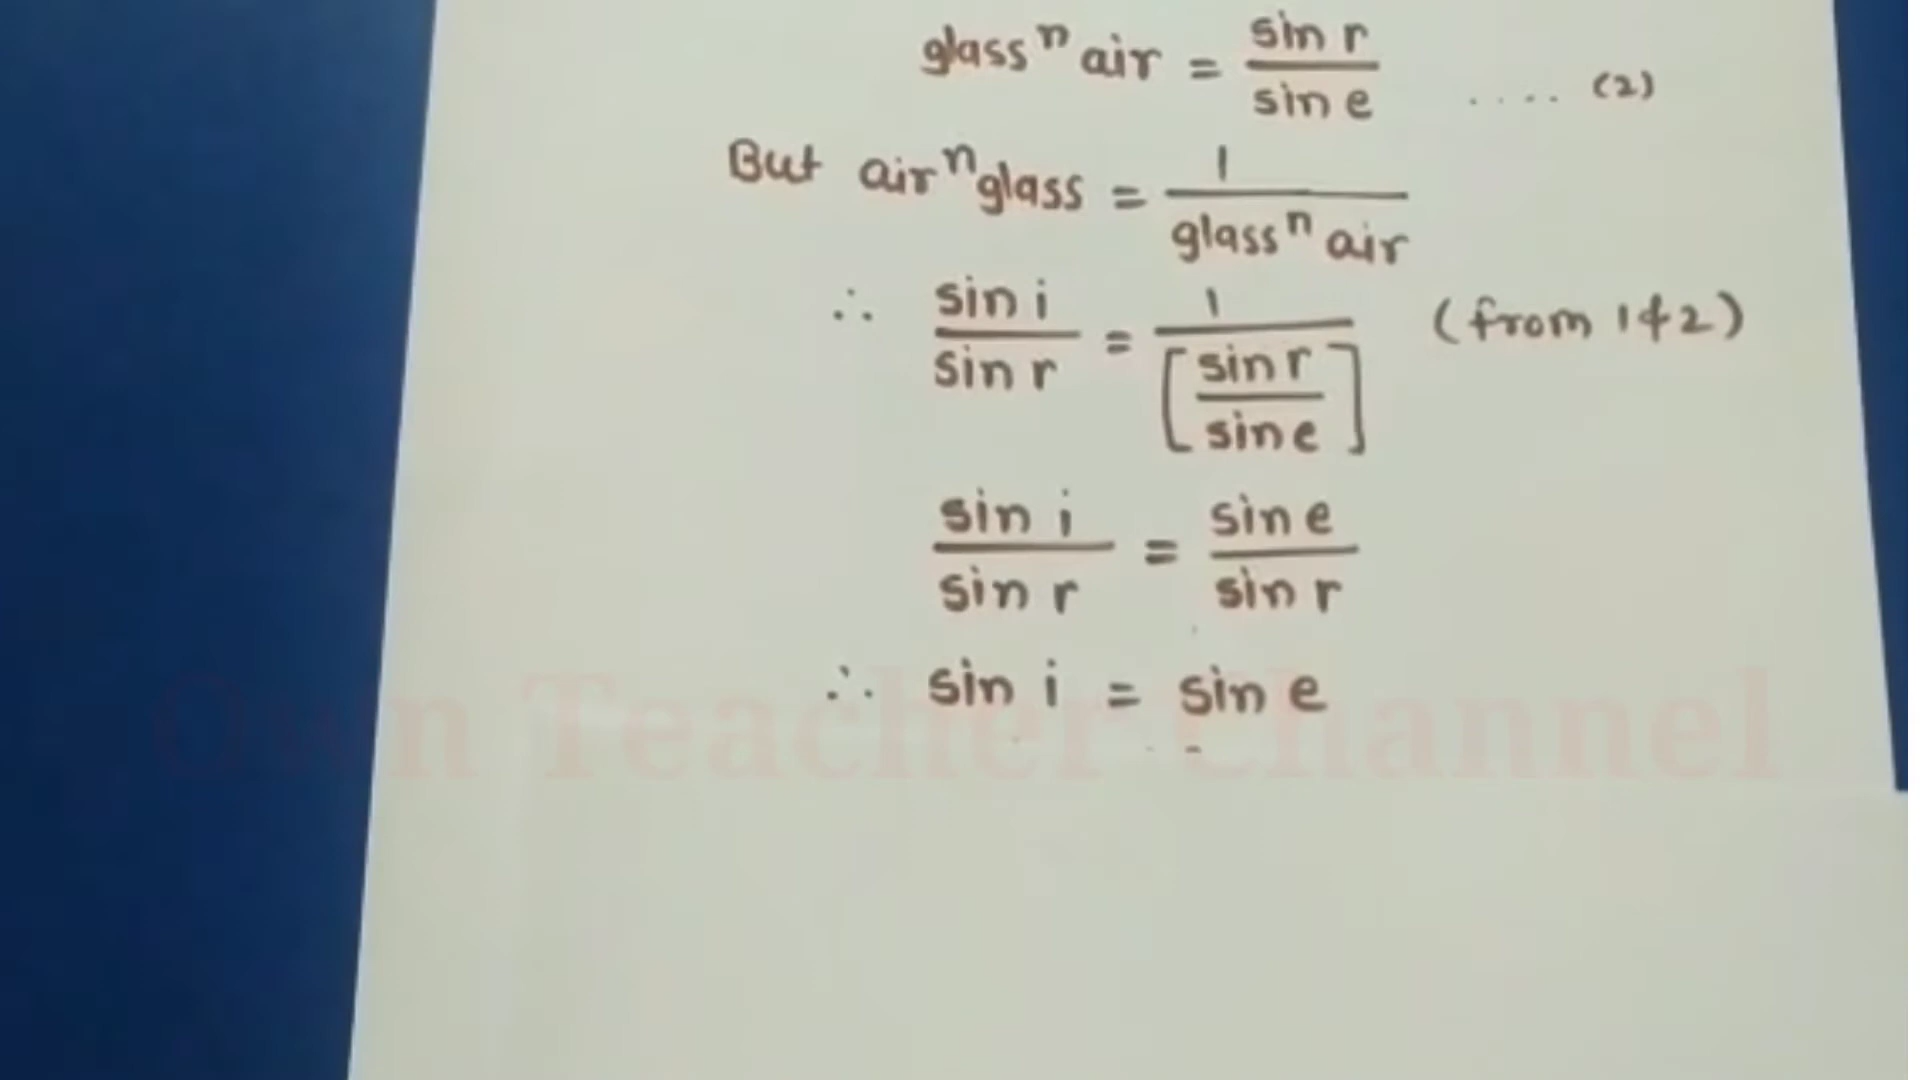 glass n air = sin r / sin e .... (2)
But air n glass = 1 / glass n air
∴ sin i / sin r = 1 / [sin r / sin e] (from 1 & 2)
sin i / sin r = sin e / sin r
∴ sin i = sin e
Own Teacher Channel